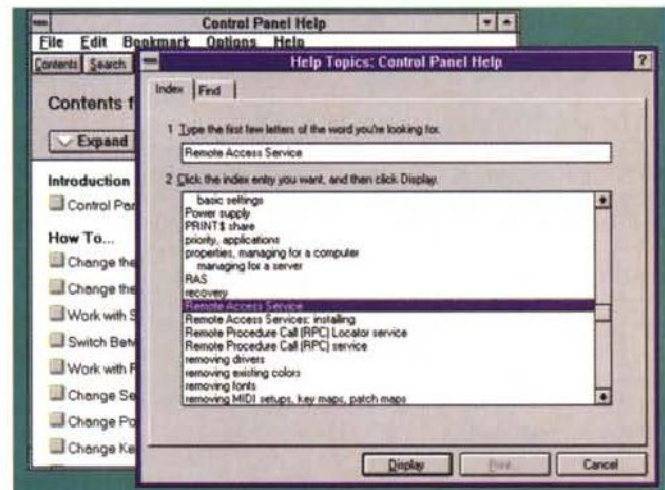 Control Panel Help
File Edit Bookmark Options Help
Contents Search
Help Topics: Control Panel Help ?
Contents f
Index Find
1 Type the first few letters of the word you're looking for.
Expand
Remote Access Service
2 Click the index entry you want, and then click Display.
Introduction
Control Pan
How To...
Change the
Change the
Work with S
Switch Betw
Work with F
Change Se
Change Po
Change Ke
basic settings
Power supply
PRINT$ share
priority, applications
properties, managing for a computer
managing for a server
RAS
recovery
Remote Access Service
Remote Access Services: installing
Remote Procedure Call (RPC) Locator service
Remote Procedure Call (RPC) service
removing drivers
removing existing colors
removing fonts
removing MIDI setups, key maps, patch maps
Display Print... Cancel